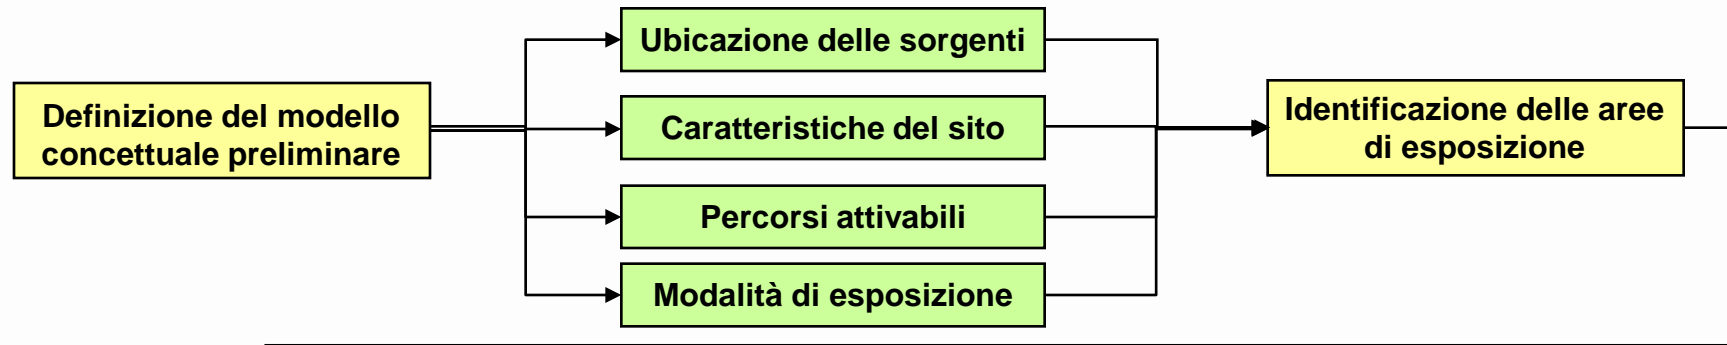 Ubicazione delle sorgenti
Definizione del modello
concettuale preliminare
Caratteristiche del sito
Identificazione delle aree
di esposizione
Percorsi attivabili
Modalità di esposizione